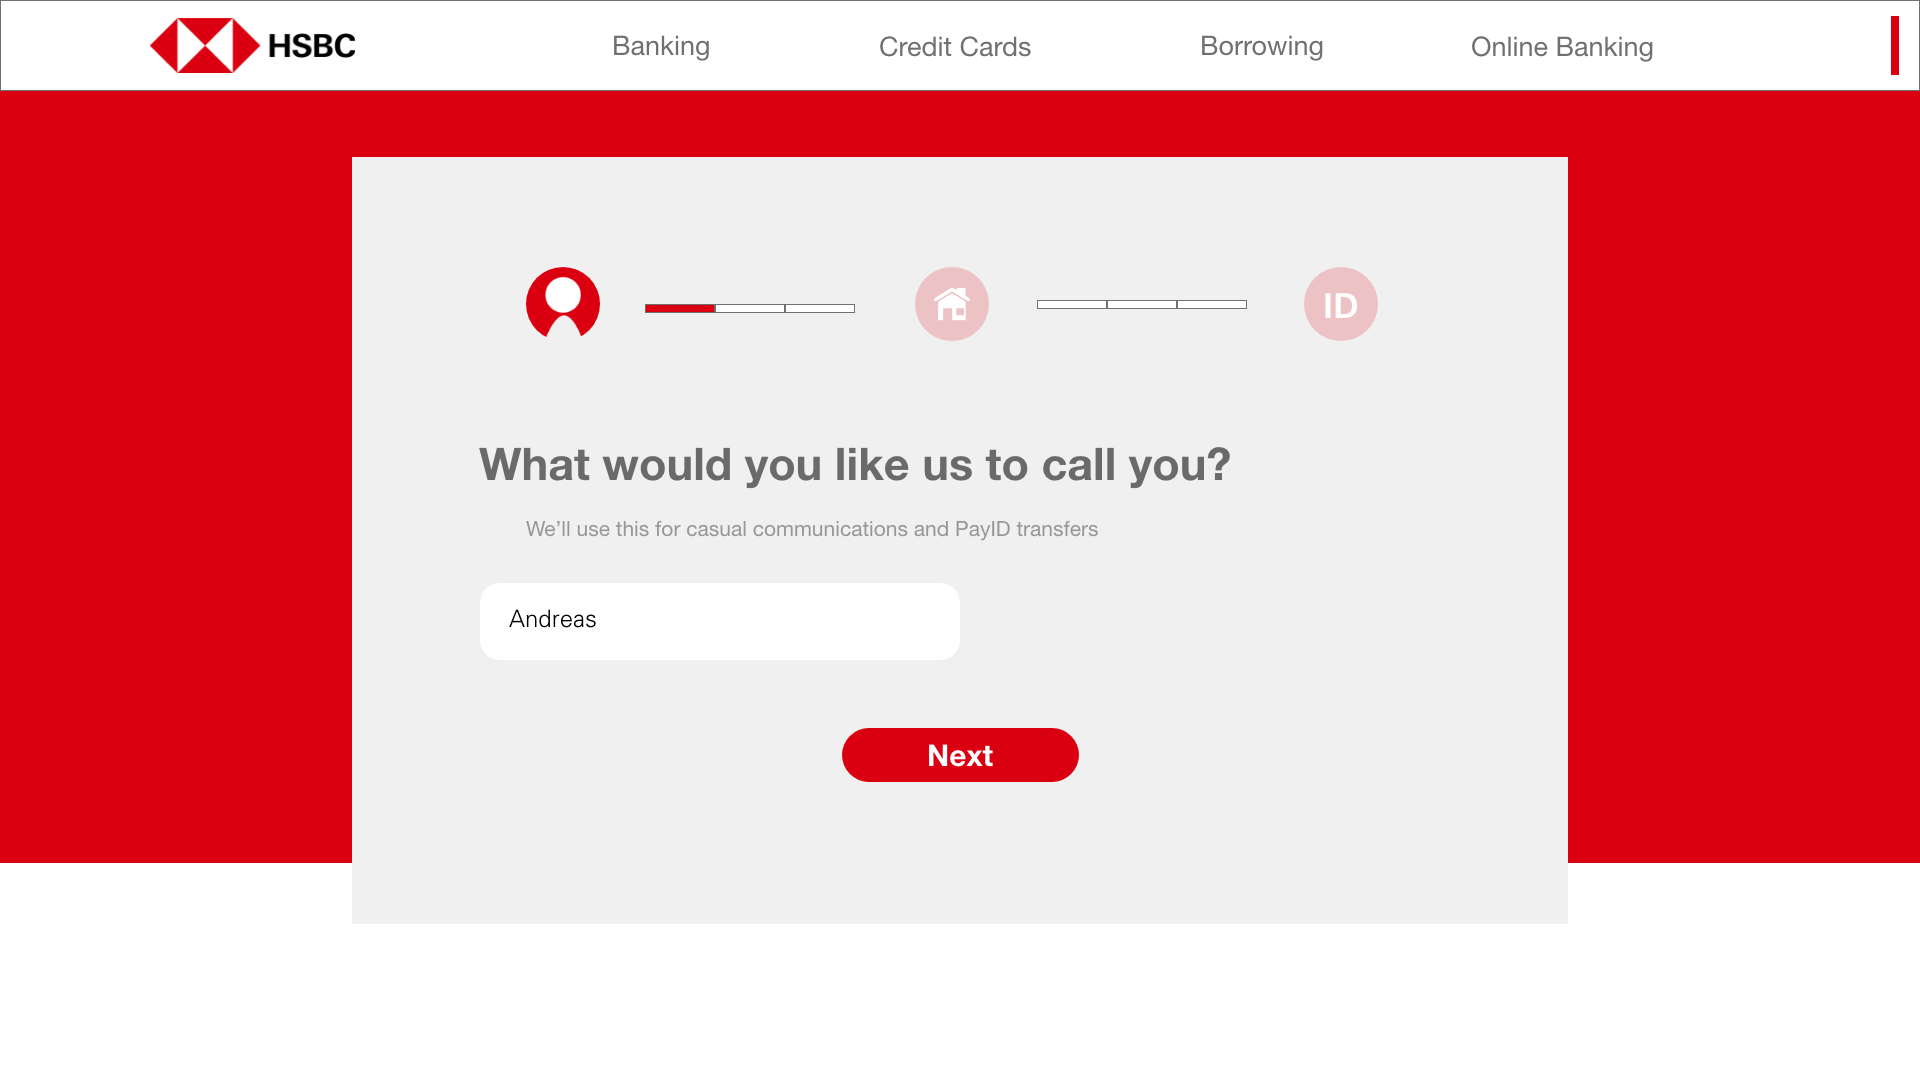 HSBC
Banking
Credit Cards
Borrowing
Online Banking
ID
What would you like us to call you?
We’ll use this for casual communications and PayID transfers
Andreas
Next